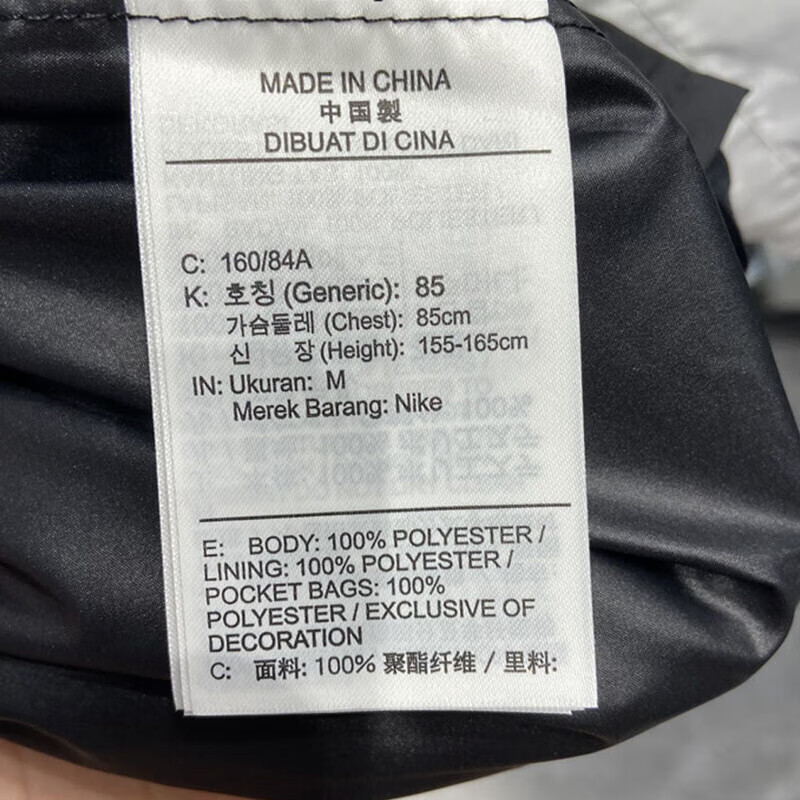 MADE IN CHINA
中国製
DIBUAT DI CINA
C: 160/84A
K: 호칭 (Generic): 85
가슴둘레 (Chest): 85cm
신 장 (Height): 155-165cm
IN: Ukuran: M
Merek Barang: Nike
E: BODY: 100% POLYESTER /
LINING: 100% POLYESTER /
POCKET BAGS: 100%
POLYESTER / EXCLUSIVE OF
DECORATION
C: 面料: 100% 聚酯纤维 / 里料: